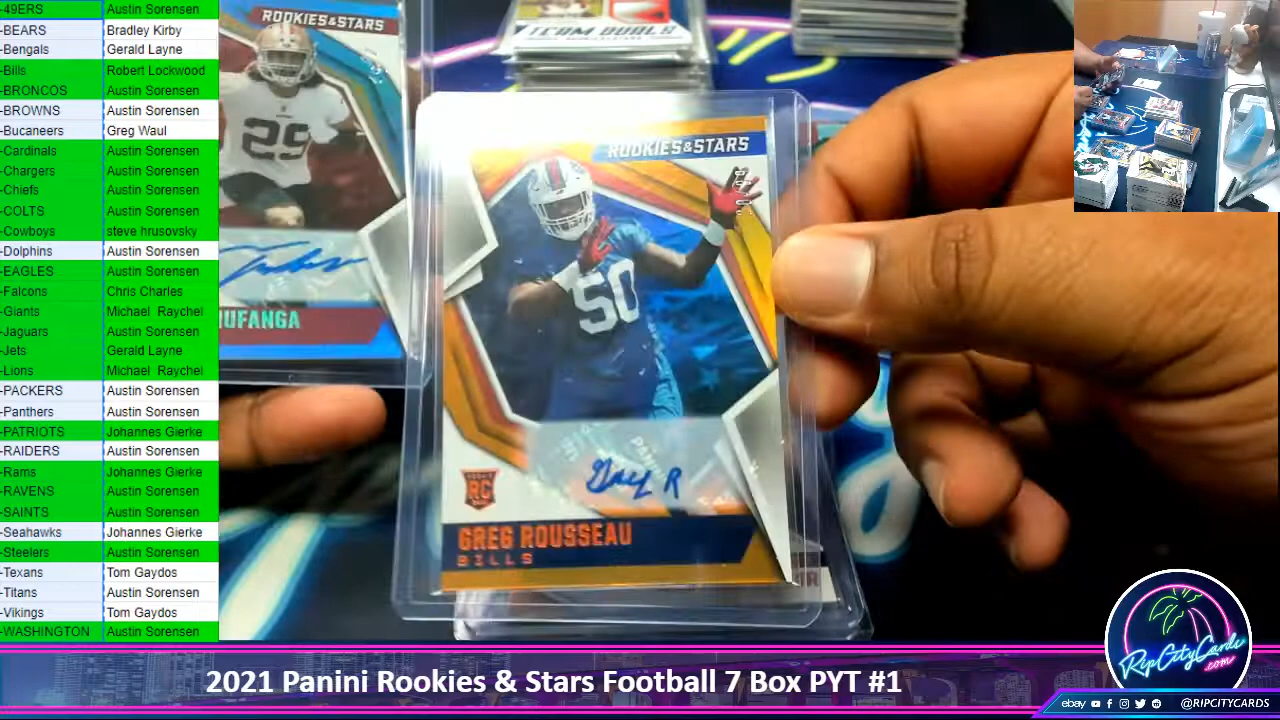 -49ERS Austin Sorensen
-BEARS Bradley Kirby
-Bengals Gerald Layne
-Bills Robert Lockwood
-BRONCOS Austin Sorensen
-BROWNS Austin Sorensen
-Bucaneers Greg Waul
-Cardinals Austin Sorensen
-Chargers Austin Sorensen
-Chiefs Austin Sorensen
-COLTS Austin Sorensen
-Cowboys steve hrusovsky
-Dolphins Austin Sorensen
-EAGLES Austin Sorensen
-Falcons Chris Charles
-Giants Michael Raychel
-Jaguars Austin Sorensen
-Jets Gerald Layne
-Lions Michael Raychel
-PACKERS Austin Sorensen
-Panthers Austin Sorensen
-PATRIOTS Johannes Gierke
-RAIDERS Austin Sorensen
-Rams Johannes Gierke
-RAVENS Austin Sorensen
-SAINTS Austin Sorensen
-Seahawks Johannes Gierke
-Steelers Austin Sorensen
-Texans Tom Gaydos
-Titans Austin Sorensen
-Vikings Tom Gaydos
-WASHINGTON Austin Sorensen
ROOKIES & STARS
29
UFANGA
TEAM DUALS
ROOKIES & STARS
50
Greg R
RC
GREG ROUSSEAU
BILLS
RipCityCards
.com
2021 Panini Rookies & Stars Football 7 Box PYT #1
ebay @RIPCITYCARDS